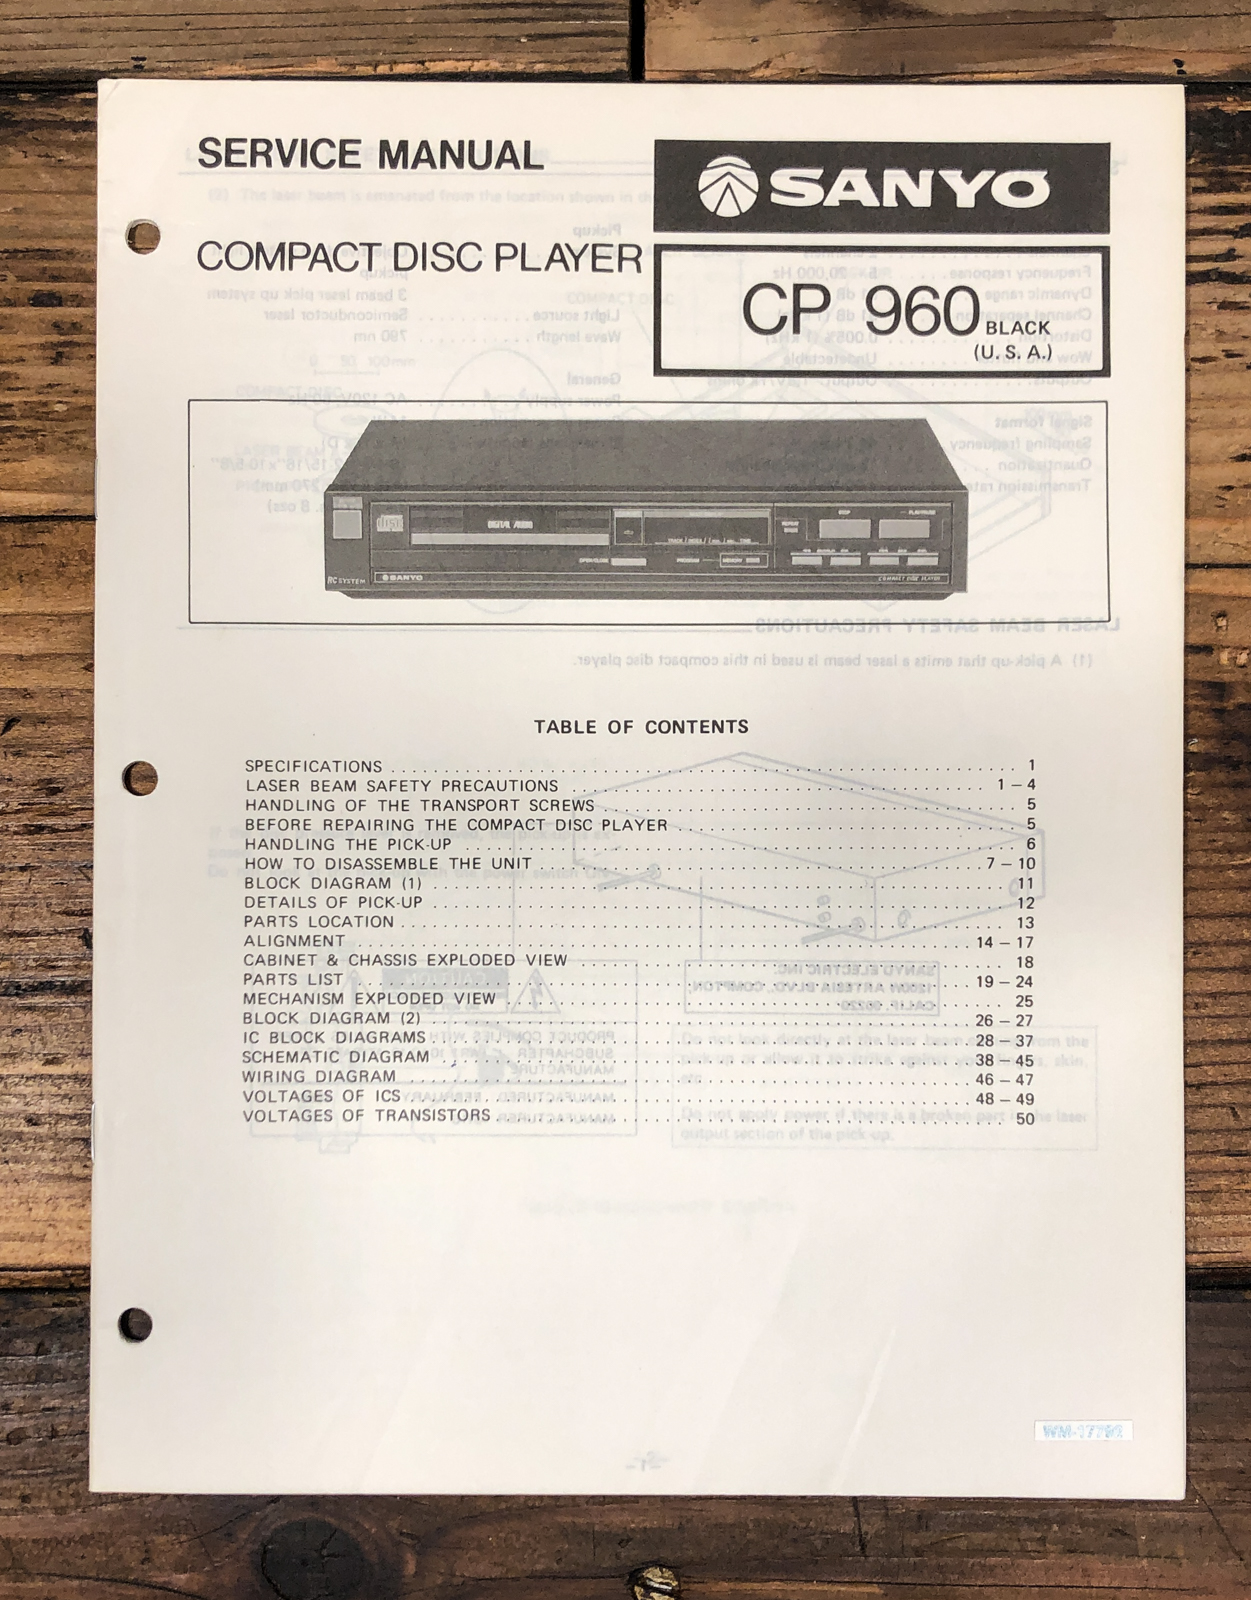 SERVICE MANUAL
SANYO
COMPACT DISC PLAYER
CP 960 BLACK
(U. S. A.)
disc
DIGITAL AUDIO
OPEN/CLOSE
RC SYSTEM
SANYO
COMPACT DISC PLAYER
TABLE OF CONTENTS
SPECIFICATIONS 1
LASER BEAM SAFETY PRECAUTIONS 1 – 4
HANDLING OF THE TRANSPORT SCREWS 5
BEFORE REPAIRING THE COMPACT DISC PLAYER 5
HANDLING THE PICK-UP 6
HOW TO DISASSEMBLE THE UNIT 7 – 10
BLOCK DIAGRAM (1) 11
DETAILS OF PICK-UP 12
PARTS LOCATION 13
ALIGNMENT 14 – 17
CABINET & CHASSIS EXPLODED VIEW 18
PARTS LIST 19 – 24
MECHANISM EXPLODED VIEW 25
BLOCK DIAGRAM (2) 26 – 27
IC BLOCK DIAGRAMS 28 – 37
SCHEMATIC DIAGRAM 38 – 45
WIRING DIAGRAM 46 – 47
VOLTAGES OF ICS 48 – 49
VOLTAGES OF TRANSISTORS 50